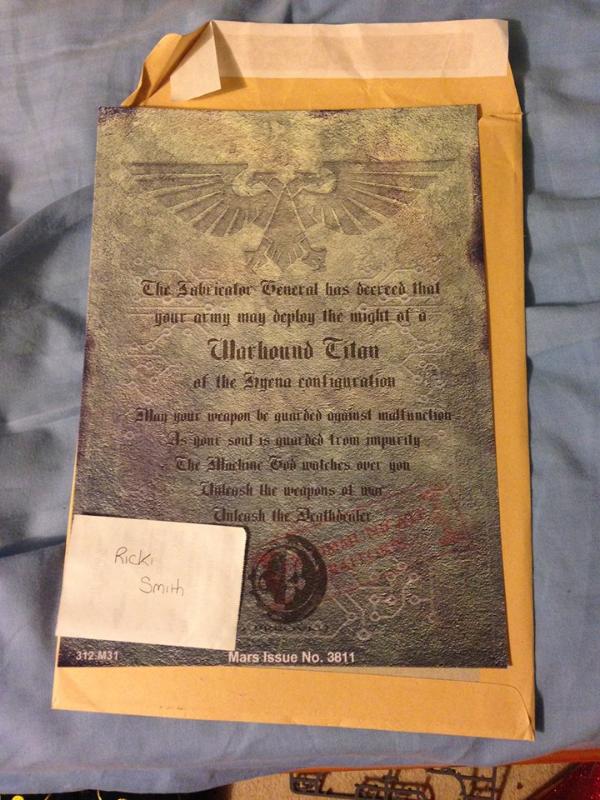 The Fabricator General has decreed that
your army may deploy the might of a
Warhound Titan
of the Hyena configuration
May your weapon be guarded against malfunction
As your soul is guarded from impurity
The Machine God watches over you
Unleash the weapons of war
Unleash the Deathdealer
Ricki
Smith
312.M31
Mars Issue No. 3811